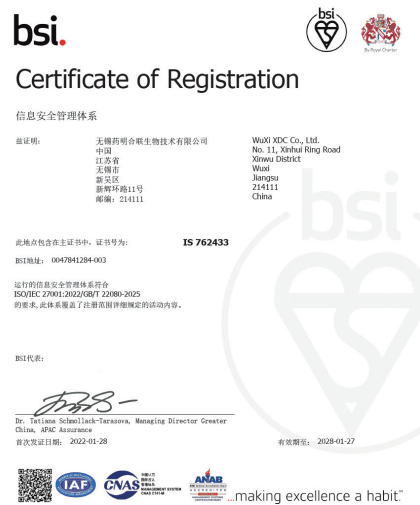 bsi.
bsi
By Royal Charter
Certificate of Registration
信息安全管理体系
兹证明:
无锡药明合联生物技术有限公司
中国
江苏省
无锡市
新吴区
新辉环路11号
邮编: 214111
WuXi XDC Co., Ltd.
No. 11, Xinhui Ring Road
Xinwu District
Wuxi
Jiangsu
214111
China
此地点包含在主证书中, 证书号为:
IS 762433
BSI地址: 0047841284-003
运行的信息安全管理体系符合
ISO/IEC 27001:2022/GB/T 22080-2025
的要求,此体系覆盖了注册范围详细规定的活动内容。
bsi
BSI代表:
Dr. Tatiana Schmollack-Tarasova, Managing Director Greater
China, APAC Assurance
首次发证日期: 2022-01-28
有效期至: 2028-01-27
IAF
CNAS
MANAGEMENT SYSTEM
ANAB
...making excellence a habit.™